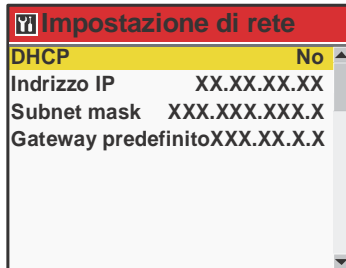 Impostazione di rete
DHCP No
Indrizzo IP XX.XX.XX.XX
Subnet mask XXX.XXX.XXX.X
Gateway predefinitoXXX.XX.X.X